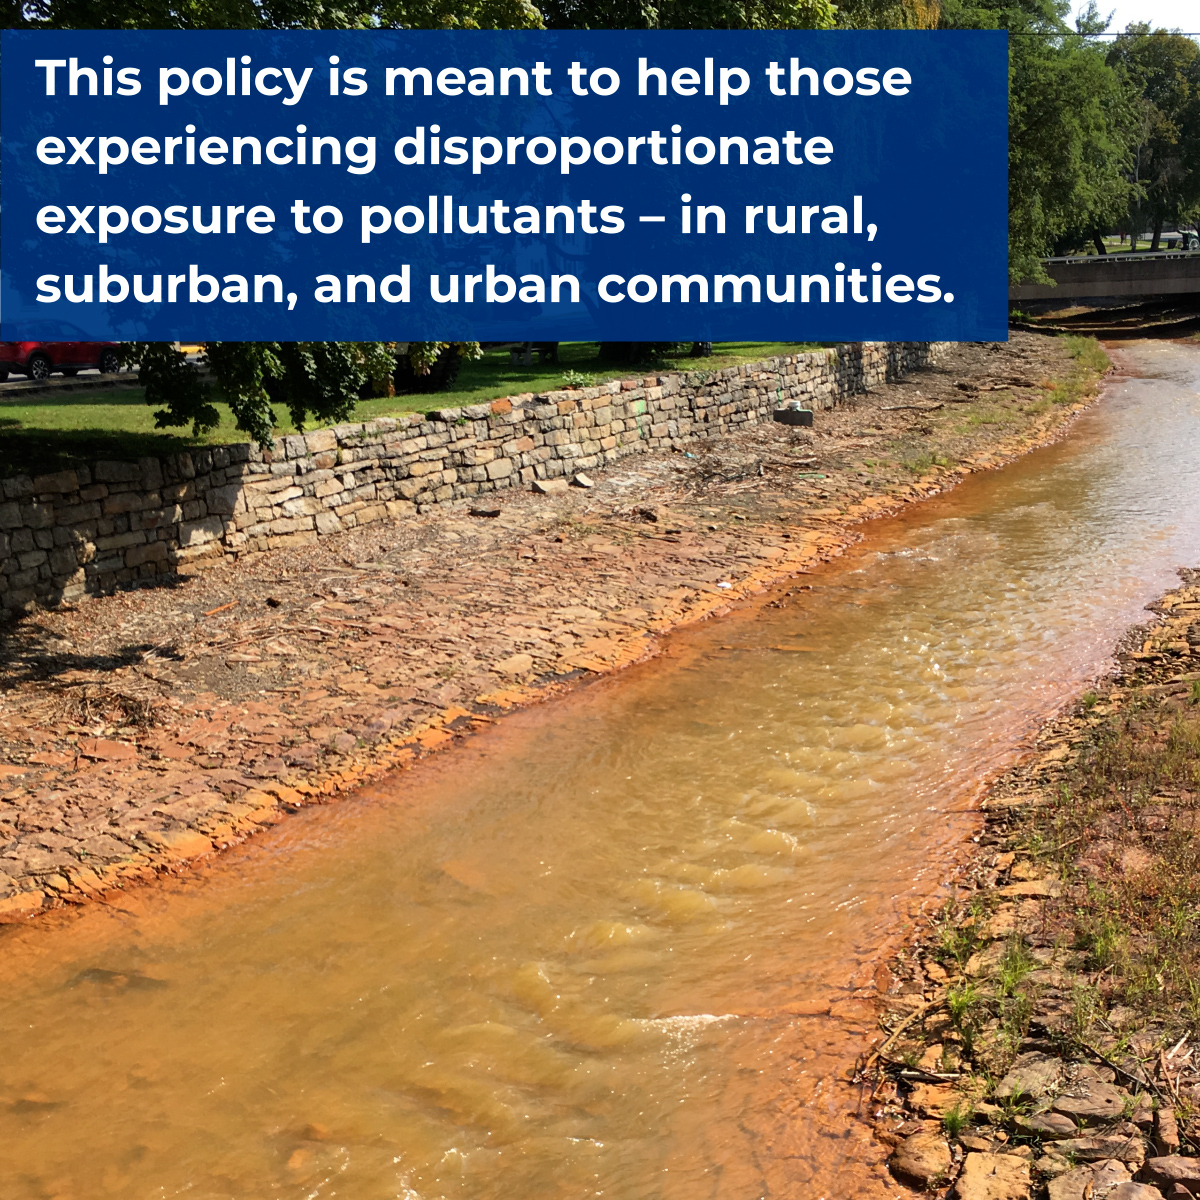 This policy is meant to help those
experiencing disproportionate
exposure to pollutants – in rural,
suburban, and urban communities.